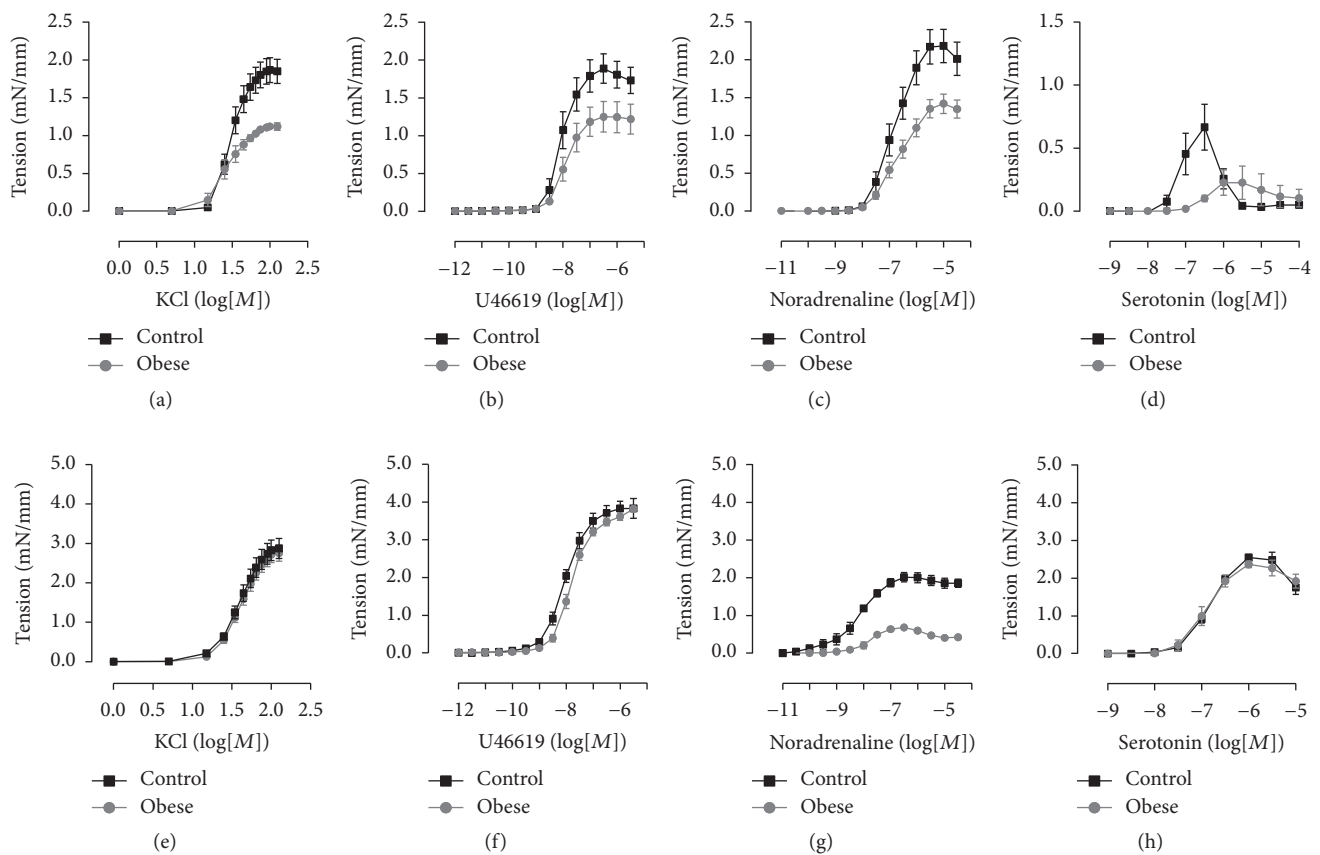 2.5
2.0
1.5
1.0
0.5
0.0
Tension (mN/mm)
0.0 0.5 1.0 1.5 2.0 2.5
KCl (log[M])
Control
Obese
(a)
2.5
2.0
1.5
1.0
0.5
0.0
Tension (mN/mm)
−12 −10 −8 −6
U46619 (log[M])
Control
Obese
(b)
2.5
2.0
1.5
1.0
0.5
0.0
Tension (mN/mm)
−11 −9 −7 −5
Noradrenaline (log[M])
Control
Obese
(c)
1.5
1.0
0.5
0.0
Tension (mN/mm)
−9 −8 −7 −6 −5 −4
Serotonin (log[M])
Control
Obese
(d)
5.0
4.0
3.0
2.0
1.0
0.0
Tension (mN/mm)
0.0 0.5 1.0 1.5 2.0 2.5
KCl (log[M])
Control
Obese
(e)
5.0
4.0
3.0
2.0
1.0
0.0
Tension (mN/mm)
−12 −10 −8 −6
U46619 (log[M])
Control
Obese
(f)
5.0
4.0
3.0
2.0
1.0
0.0
Tension (mN/mm)
−11 −9 −7 −5
Noradrenaline (log[M])
Control
Obese
(g)
5.0
4.0
3.0
2.0
1.0
0.0
Tension (mN/mm)
−9 −8 −7 −6 −5
Serotonin (log[M])
Control
Obese
(h)